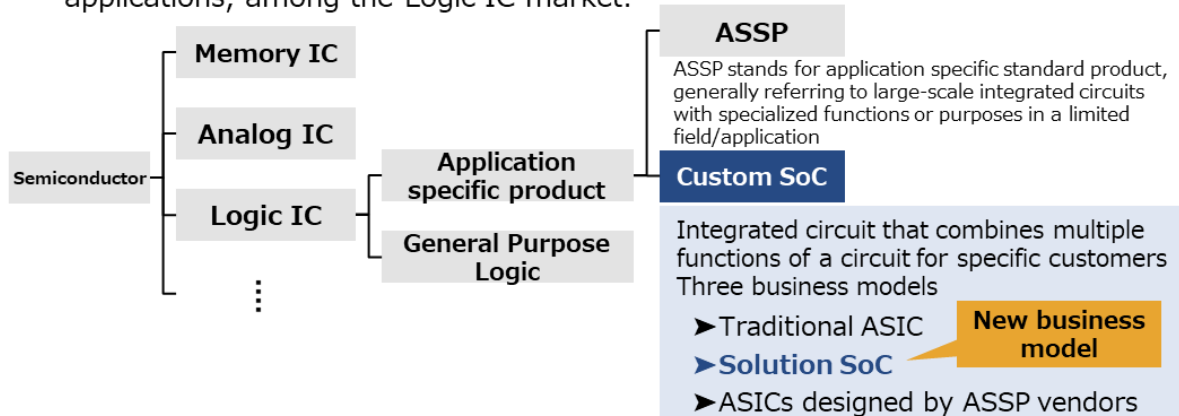 applications, among the Logic IC market.
Semiconductor
Memory IC
Analog IC
Logic IC
Application
specific product
General Purpose
Logic
ASSP
ASSP stands for application specific standard product,
generally referring to large-scale integrated circuits
with specialized functions or purposes in a limited
field/application
Custom SoC
Integrated circuit that combines multiple
functions of a circuit for specific customers
Three business models
➤Traditional ASIC
➤Solution SoC
➤ASICs designed by ASSP vendors
New business
model